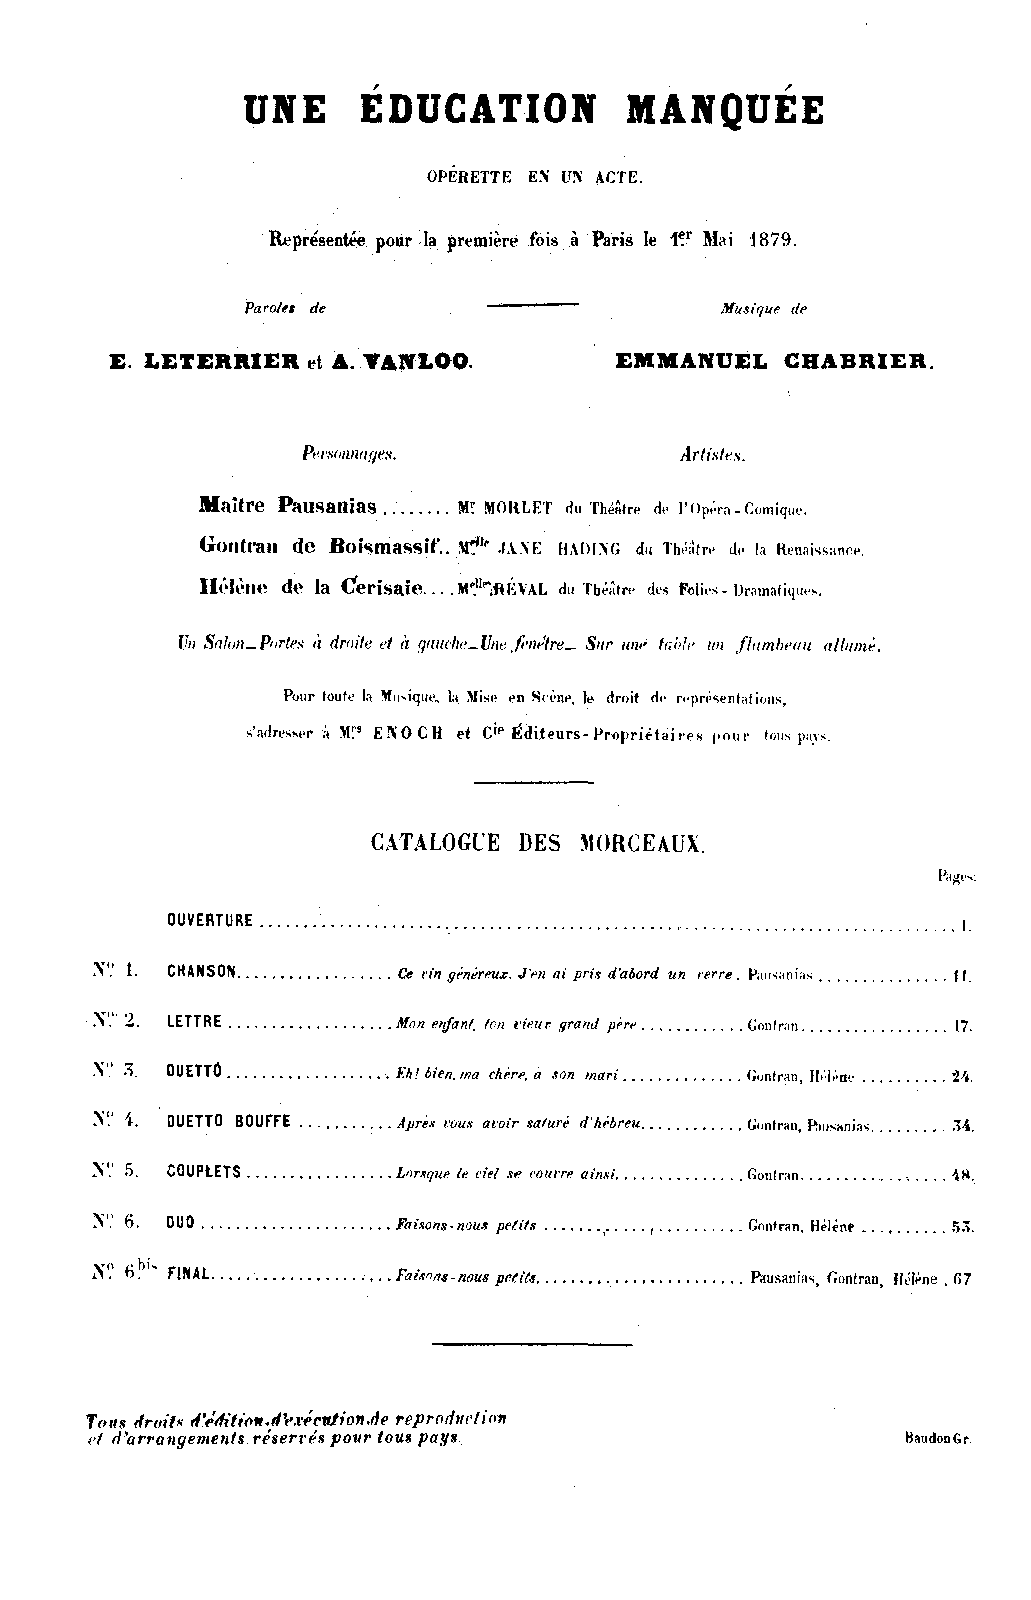 UNE ÉDUCATION MANQUÉE
OPÉRETTE EN UN ACTE.
Représentée pour la première fois à Paris le 1er Mai 1879.
Paroles de
Musique de
E. LETERRIER et A. VANLOO.
EMMANUEL CHABRIER.
Personnages. Artistes.
Maître Pausanias ........ Mr MORLET du Théâtre de l'Opéra-Comique.
Gontran de Boismassif.. Melle JANE HADING du Théâtre de la Renaissance.
Hélène de la Cerisaie.... Melle RÉVAL du Théâtre des Folies-Dramatiques.
Un Salon_Portes à droite et à gauche_Une fenêtre_ Sur une table un flambeau allumé.
Pour toute la Musique, la Mise en Scène, le droit de représentations,
s'adresser à Mrs ENOCH et Cie Éditeurs-Propriétaires pour tous pays.
CATALOGUE DES MORCEAUX.
Pages.
OUVERTURE ........ 1.
No 1. CHANSON........ Ce vin généreux. J'en ai pris d'abord un verre. Pausanias ........ 11.
No 2. LETTRE ........ Mon enfant, ton vieux grand père ........ Gontran........ 17.
No 3. DUETTO ........ Eh! bien, ma chère, à son mari ........ Gontran, Hélène ........ 24.
No 4. DUETTO BOUFFE ........ Après vous avoir saturé d'hébreu........ Gontran, Pausanias........ 34.
No 5. COUPLETS ........ Lorsque le ciel se couvre ainsi........ Gontran........ 48.
No 6. DUO ........ Faisons-nous petits ........ Gontran, Hélène ........ 53.
No 6bis FINAL........ Faisons-nous petits........ Pausanias, Gontran, Hélène . 67
Tous droits d'édition, d'exécution, de reproduction
et d'arrangements réservés pour tous pays.
Baudon Gr.